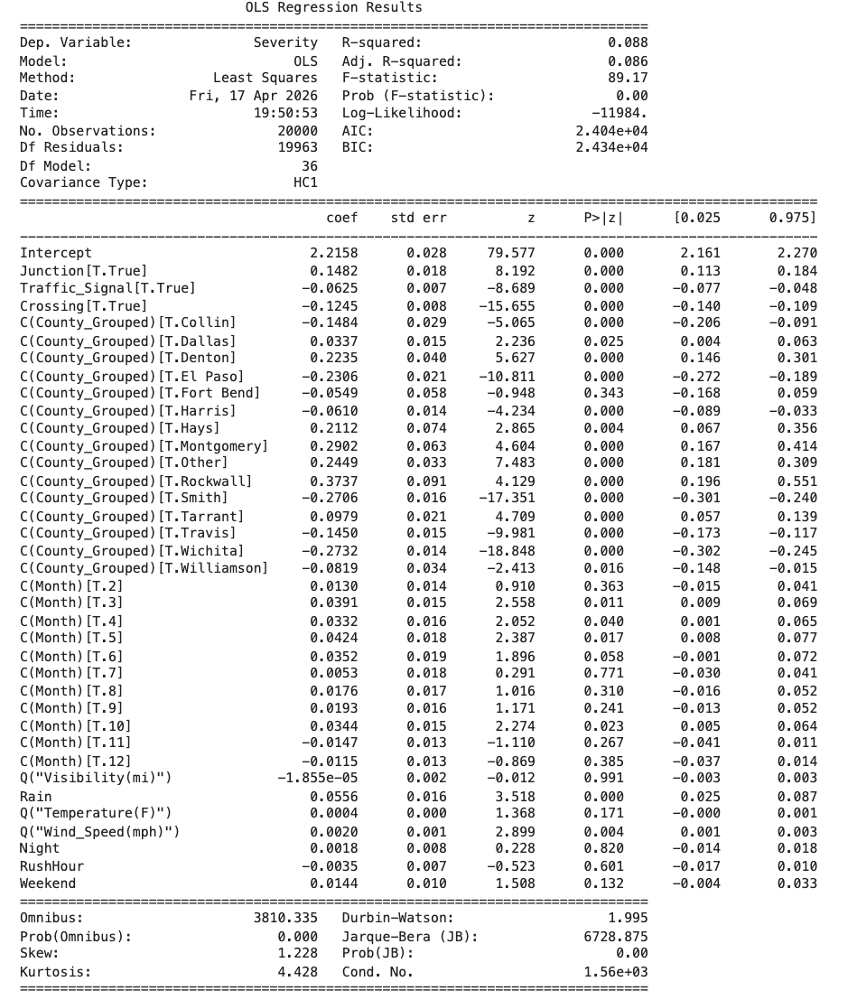 OLS Regression Results
==============================================================================
Dep. Variable: Severity R-squared: 0.088
Model: OLS Adj. R-squared: 0.086
Method: Least Squares F-statistic: 89.17
Date: Fri, 17 Apr 2026 Prob (F-statistic): 0.00
Time: 19:50:53 Log-Likelihood: -11984.
No. Observations: 20000 AIC: 2.404e+04
Df Residuals: 19963 BIC: 2.434e+04
Df Model: 36
Covariance Type: HC1
==============================================================================
coef std err z P>|z| [0.025 0.975]
------------------------------------------------------------------------------
Intercept 2.2158 0.028 79.577 0.000 2.161 2.270
Junction[T.True] 0.1482 0.018 8.192 0.000 0.113 0.184
Traffic_Signal[T.True] -0.0625 0.007 -8.689 0.000 -0.077 -0.048
Crossing[T.True] -0.1245 0.008 -15.655 0.000 -0.140 -0.109
C(County_Grouped)[T.Collin] -0.1484 0.029 -5.065 0.000 -0.206 -0.091
C(County_Grouped)[T.Dallas] 0.0337 0.015 2.236 0.025 0.004 0.063
C(County_Grouped)[T.Denton] 0.2235 0.040 5.627 0.000 0.146 0.301
C(County_Grouped)[T.El Paso] -0.2306 0.021 -10.811 0.000 -0.272 -0.189
C(County_Grouped)[T.Fort Bend] -0.0549 0.058 -0.948 0.343 -0.168 0.059
C(County_Grouped)[T.Harris] -0.0610 0.014 -4.234 0.000 -0.089 -0.033
C(County_Grouped)[T.Hays] 0.2112 0.074 2.865 0.004 0.067 0.356
C(County_Grouped)[T.Montgomery] 0.2902 0.063 4.604 0.000 0.167 0.414
C(County_Grouped)[T.Other] 0.2449 0.033 7.483 0.000 0.181 0.309
C(County_Grouped)[T.Rockwall] 0.3737 0.091 4.129 0.000 0.196 0.551
C(County_Grouped)[T.Smith] -0.2706 0.016 -17.351 0.000 -0.301 -0.240
C(County_Grouped)[T.Tarrant] 0.0979 0.021 4.709 0.000 0.057 0.139
C(County_Grouped)[T.Travis] -0.1450 0.015 -9.981 0.000 -0.173 -0.117
C(County_Grouped)[T.Wichita] -0.2732 0.014 -18.848 0.000 -0.302 -0.245
C(County_Grouped)[T.Williamson] -0.0819 0.034 -2.413 0.016 -0.148 -0.015
C(Month)[T.2] 0.0130 0.014 0.910 0.363 -0.015 0.041
C(Month)[T.3] 0.0391 0.015 2.558 0.011 0.009 0.069
C(Month)[T.4] 0.0332 0.016 2.052 0.040 0.001 0.065
C(Month)[T.5] 0.0424 0.018 2.387 0.017 0.008 0.077
C(Month)[T.6] 0.0352 0.019 1.896 0.058 -0.001 0.072
C(Month)[T.7] 0.0053 0.018 0.291 0.771 -0.030 0.041
C(Month)[T.8] 0.0176 0.017 1.016 0.310 -0.016 0.052
C(Month)[T.9] 0.0193 0.016 1.171 0.241 -0.013 0.052
C(Month)[T.10] 0.0344 0.015 2.274 0.023 0.005 0.064
C(Month)[T.11] -0.0147 0.013 -1.110 0.267 -0.041 0.011
C(Month)[T.12] -0.0115 0.013 -0.869 0.385 -0.037 0.014
Q("Visibility(mi)") -1.855e-05 0.002 -0.012 0.991 -0.003 0.003
Rain 0.0556 0.016 3.518 0.000 0.025 0.087
Q("Temperature(F)") 0.0004 0.000 1.368 0.171 -0.000 0.001
Q("Wind_Speed(mph)") 0.0020 0.001 2.899 0.004 0.001 0.003
Night 0.0018 0.008 0.228 0.820 -0.014 0.018
RushHour -0.0035 0.007 -0.523 0.601 -0.017 0.010
Weekend 0.0144 0.010 1.508 0.132 -0.004 0.033
==============================================================================
Omnibus: 3810.335 Durbin-Watson: 1.995
Prob(Omnibus): 0.000 Jarque-Bera (JB): 6728.875
Skew: 1.228 Prob(JB): 0.00
Kurtosis: 4.428 Cond. No. 1.56e+03
==============================================================================